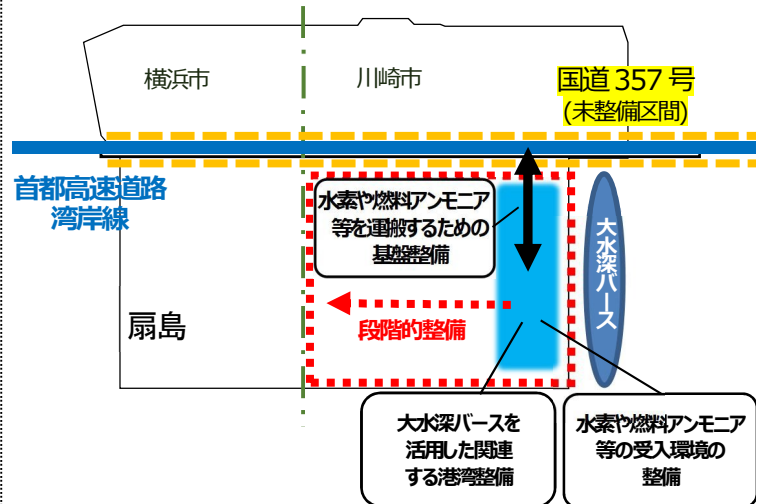 横浜市
川崎市
国道357号
(未整備区間)
首都高速道路
湾岸線
水素や燃料アンモニア
等を運搬するための
基盤整備
大水深バース
扇島
段階的整備
大水深バースを
活用した関連
する港湾整備
水素や燃料アンモニア
等の受入環境の
整備